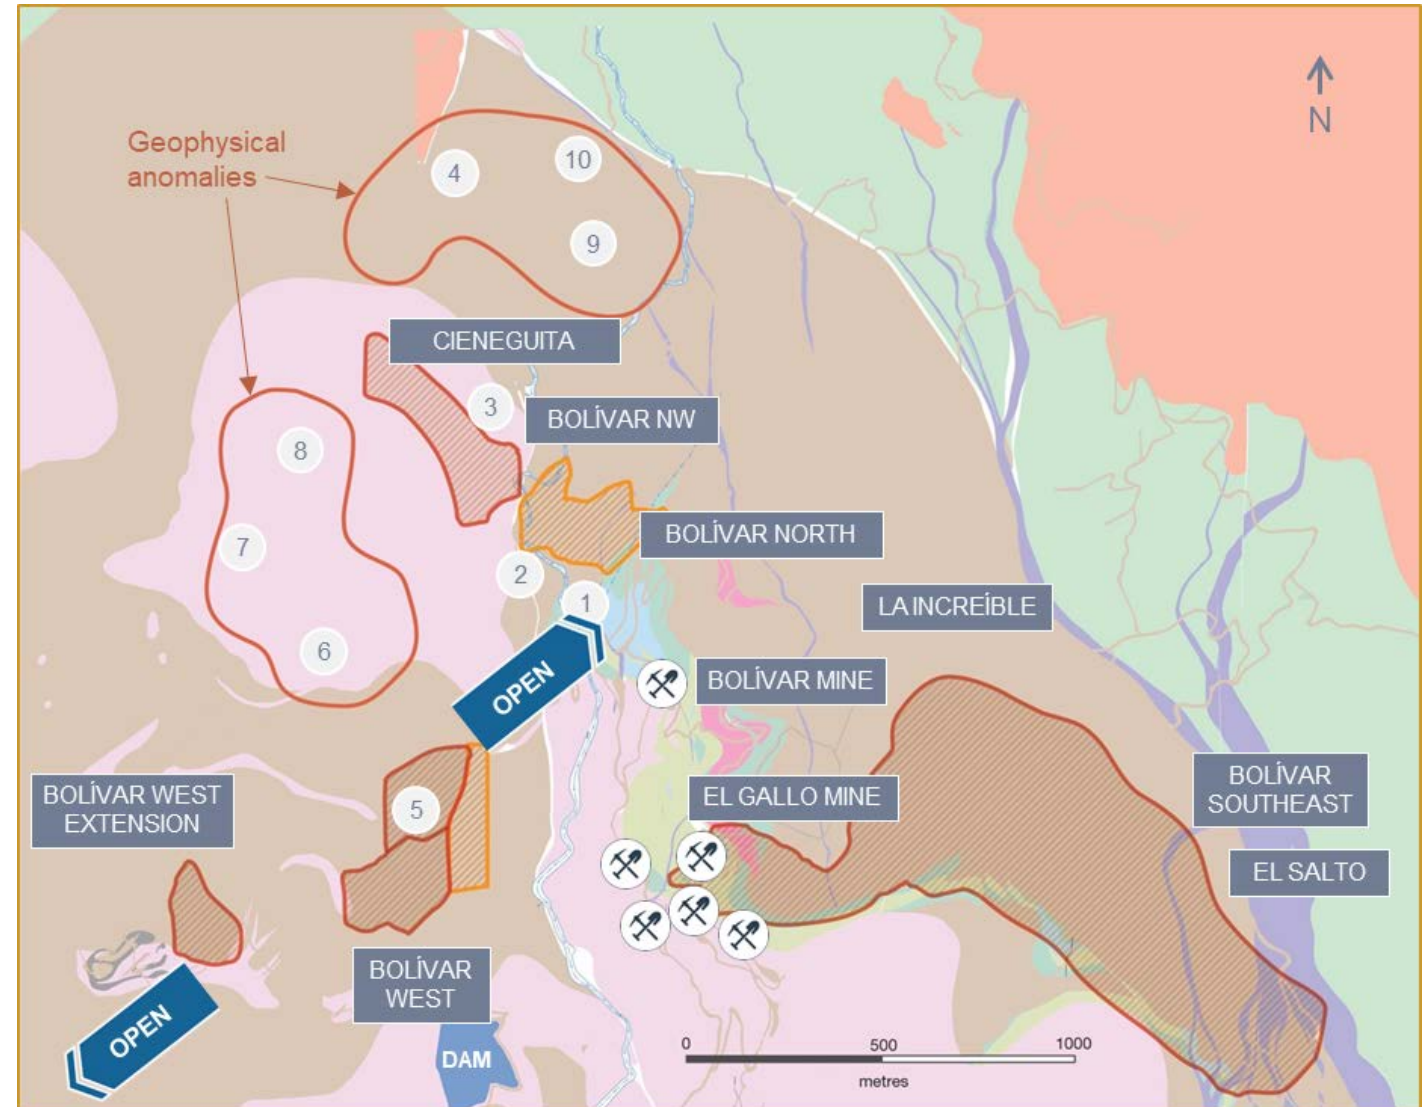 N
Geophysical
anomalies
4
10
9
CIENEGUITA
3
BOLÍVAR NW
8
BOLÍVAR NORTH
7
2
1
LA INCREÍBLE
6
OPEN
BOLÍVAR MINE
BOLÍVAR WEST
EXTENSION
5
EL GALLO MINE
BOLÍVAR
SOUTHEAST
EL SALTO
BOLÍVAR
WEST
OPEN
DAM
0 500 1000
metres